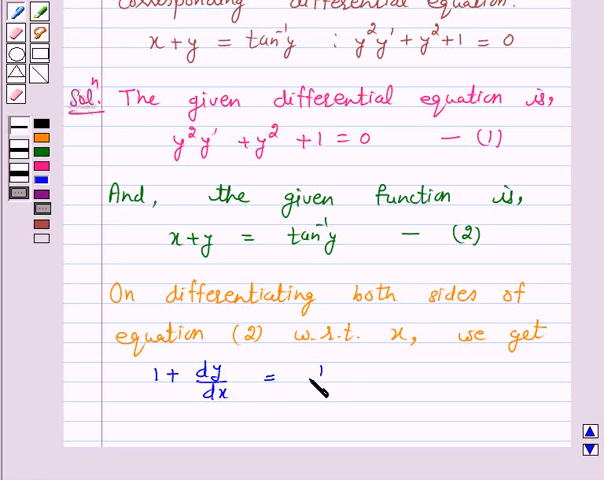 corresponding differential equation.
x + y = tan⁻¹y : y²y' + y² + 1 = 0
Solⁿ. The given differential equation is,
y²y' + y² + 1 = 0 — (1)
And, the given function is,
x + y = tan⁻¹y — (2)
On differentiating both sides of
equation (2) w.r.t. x, we get
1 + dy/dx = 1